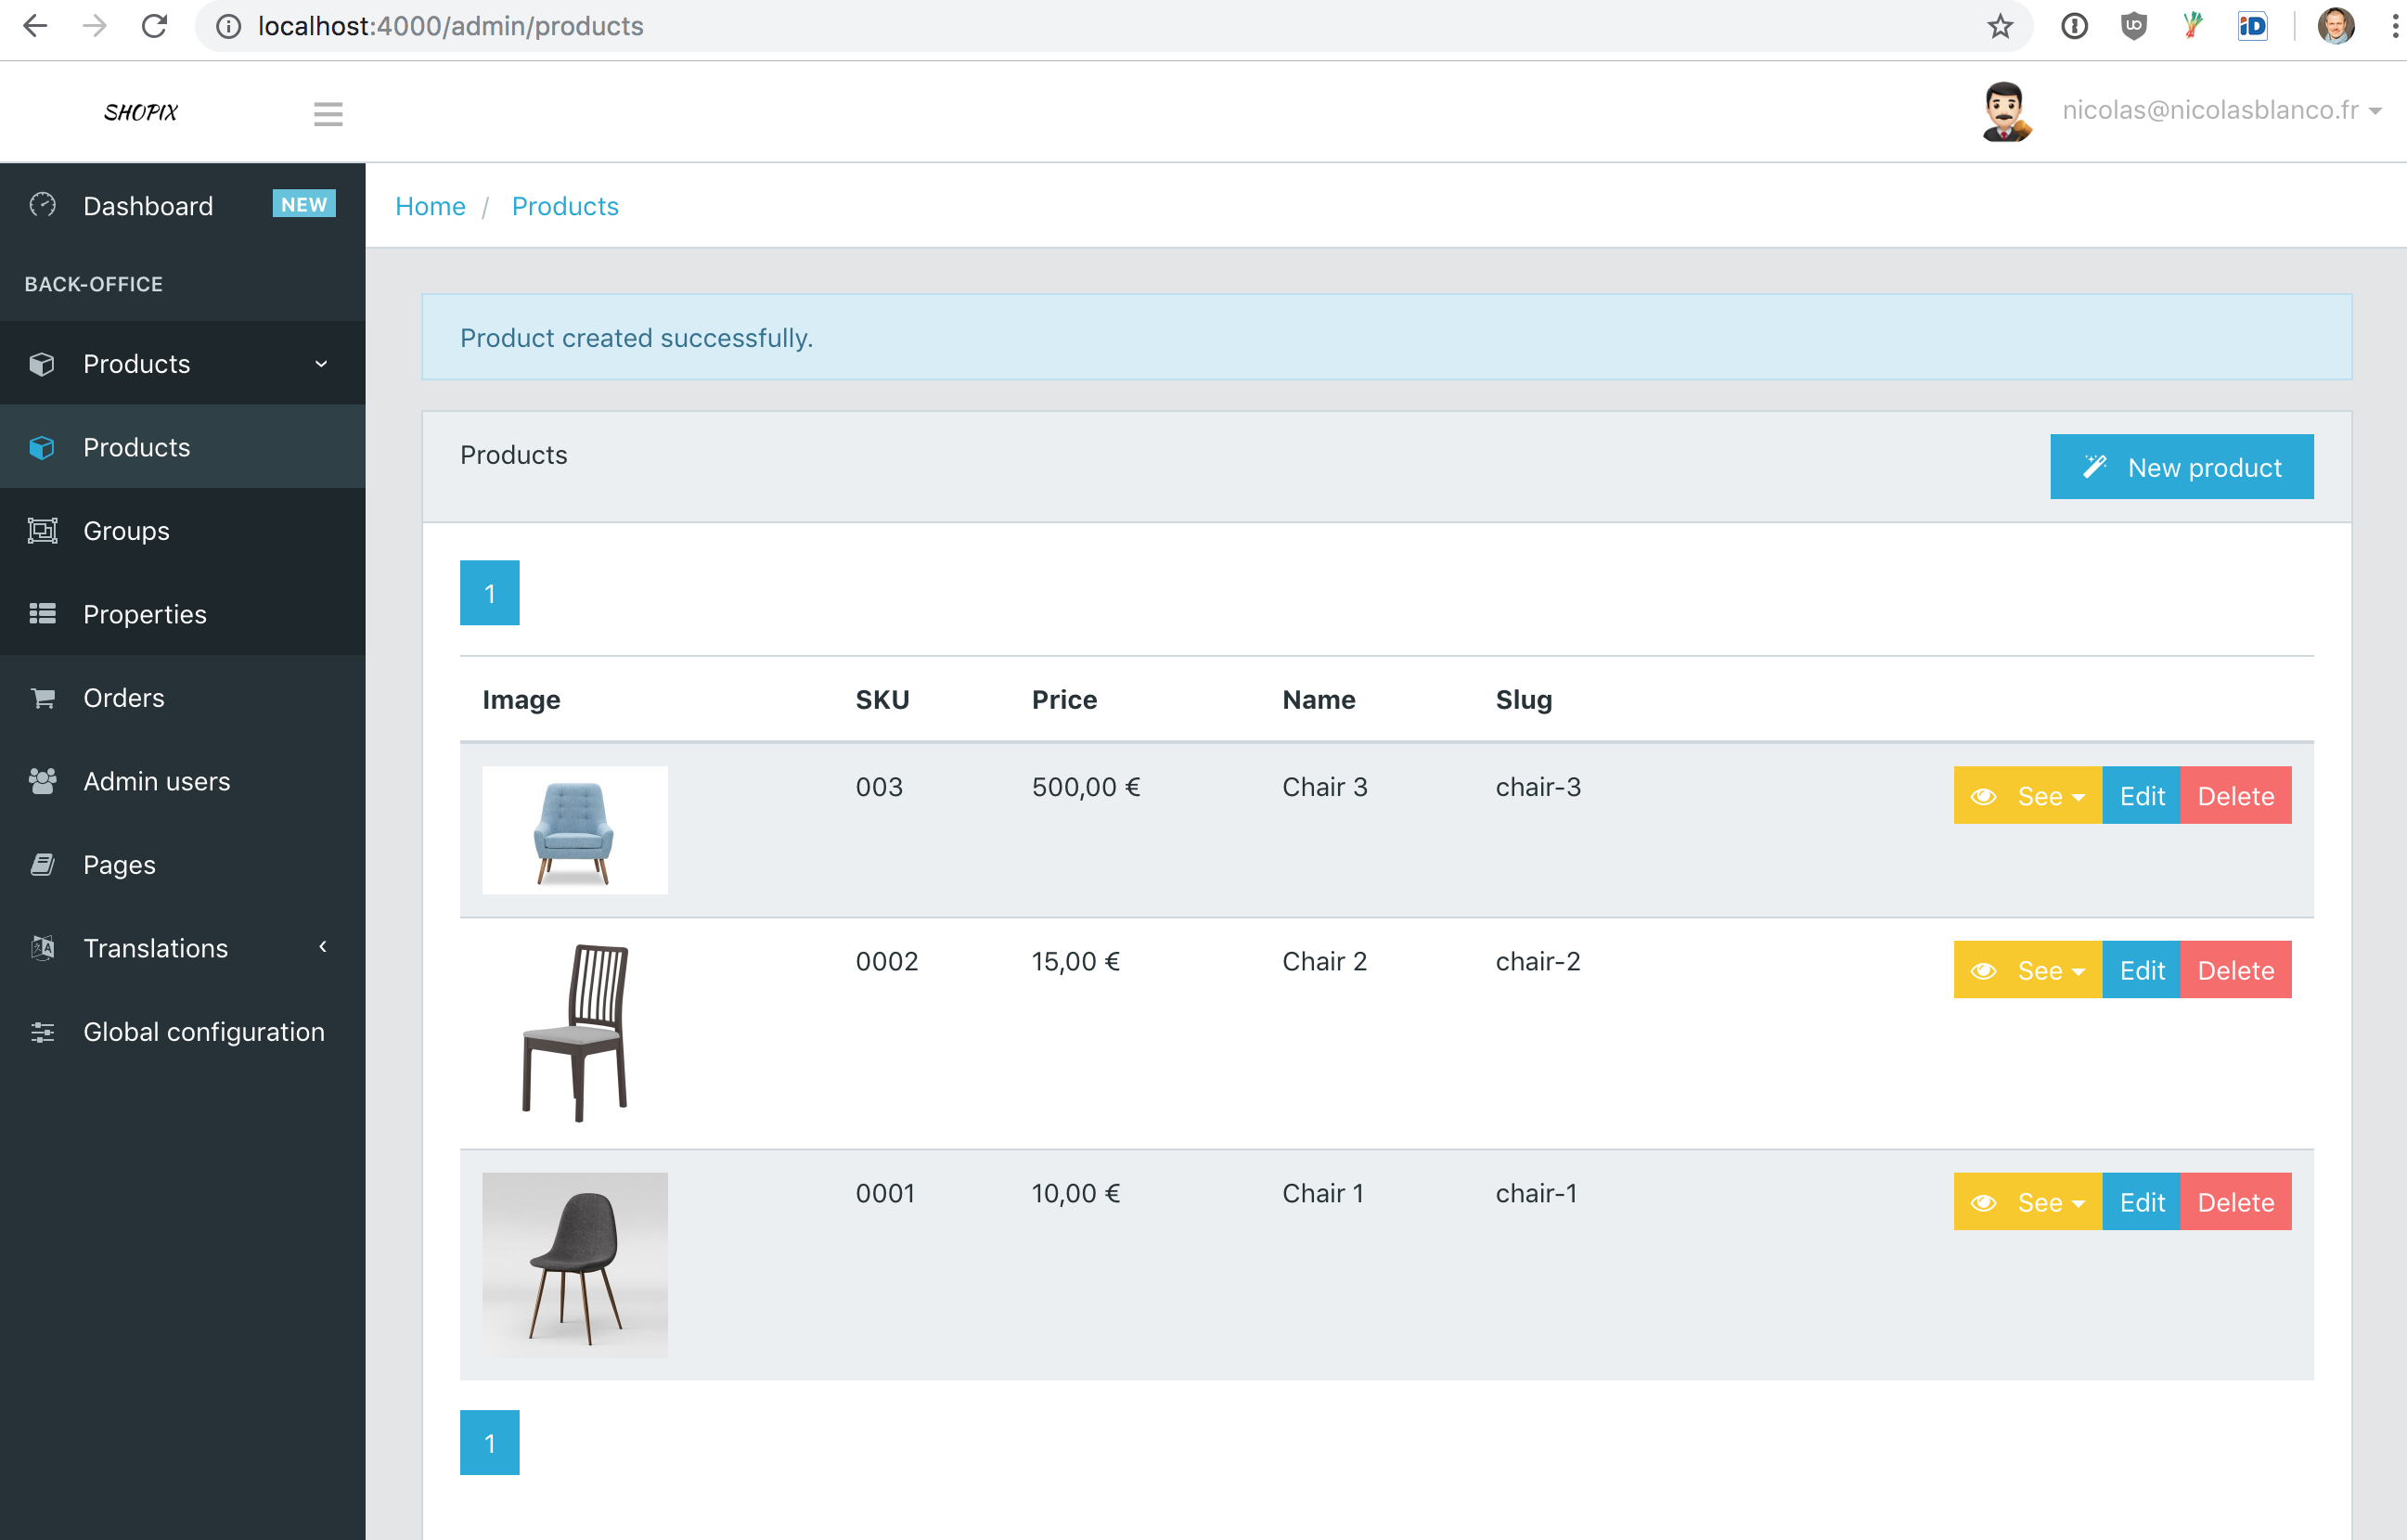 localhost:4000/admin/products
SHOPIX
nicolas@nicolasblanco.fr
Dashboard NEW
Home / Products
BACK-OFFICE
Product created successfully.
Products
Products
Groups
Properties
Orders
Admin users
Pages
Translations
Global configuration
Products
New product
1
Image SKU Price Name Slug
003 500,00 € Chair 3 chair-3 See Edit Delete
0002 15,00 € Chair 2 chair-2 See Edit Delete
0001 10,00 € Chair 1 chair-1 See Edit Delete
1